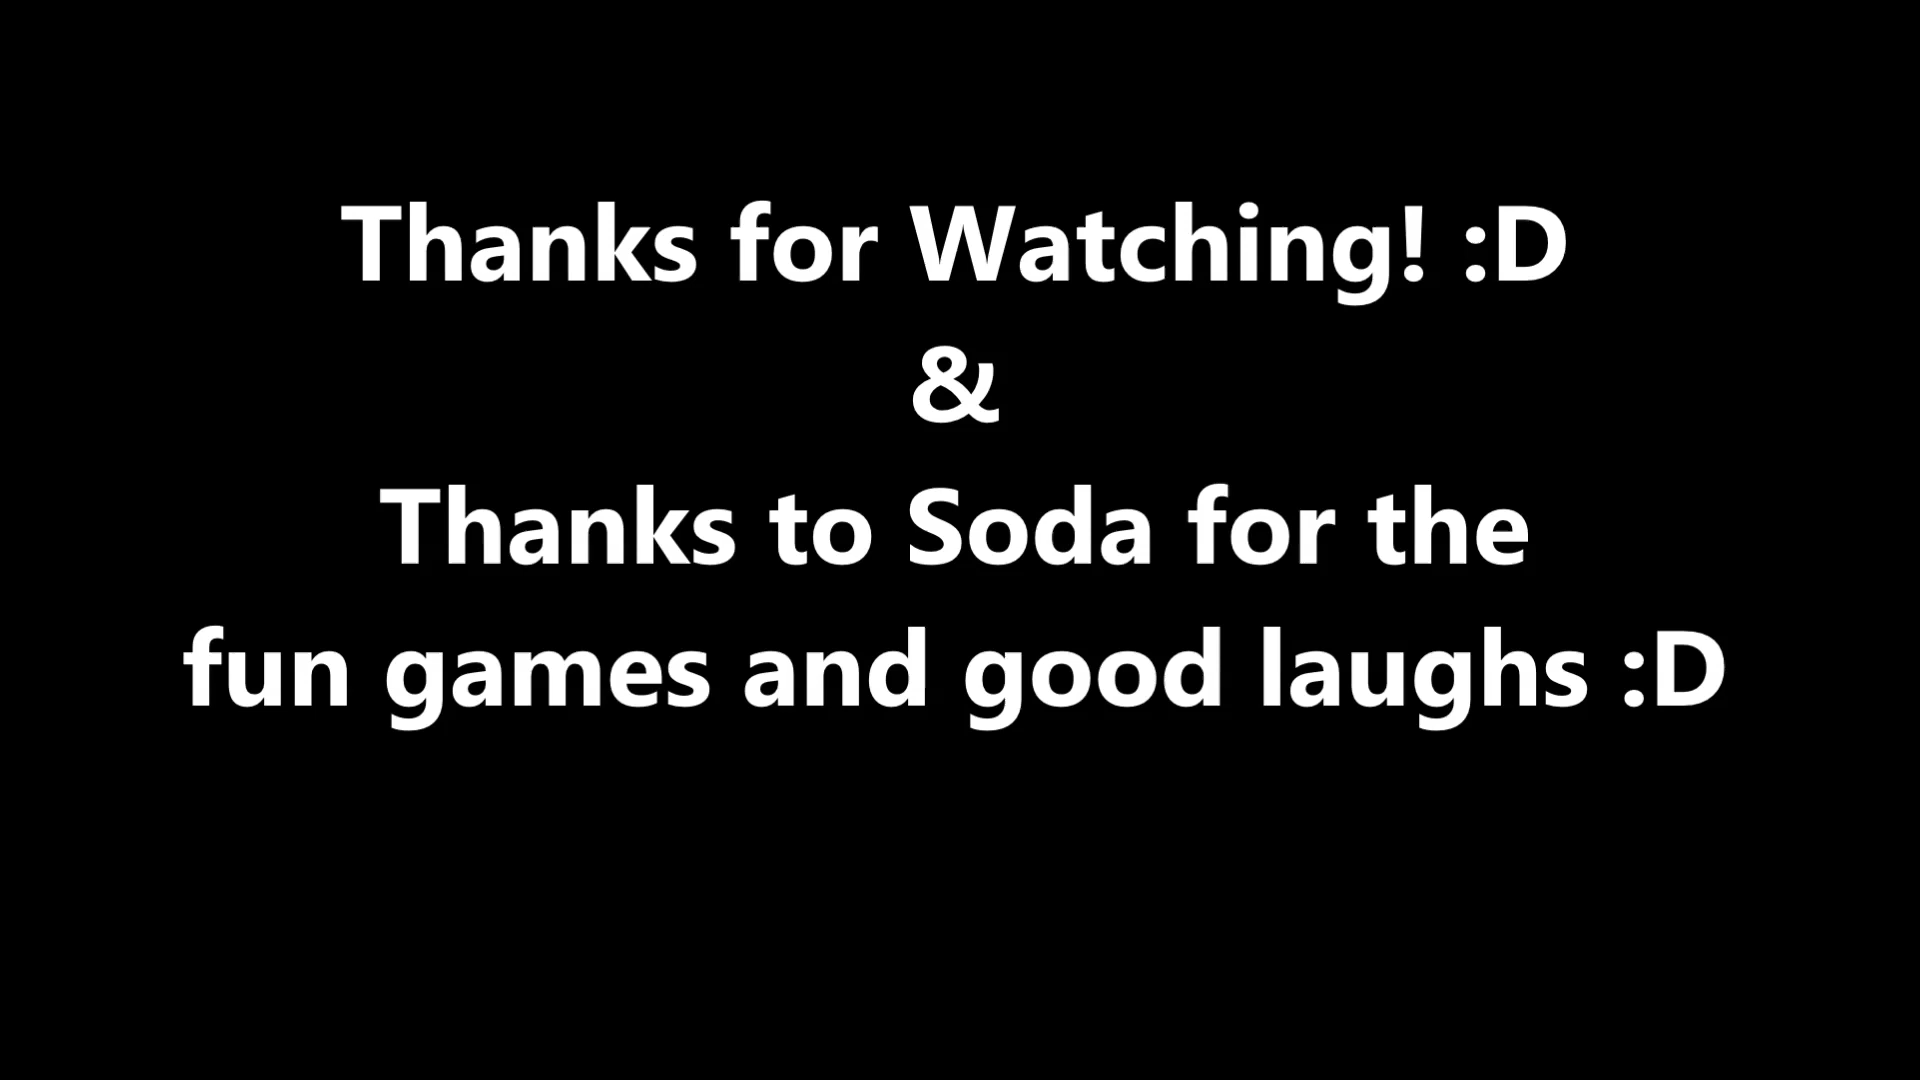 Thanks for Watching! :D
&
Thanks to Soda for the
fun games and good laughs :D